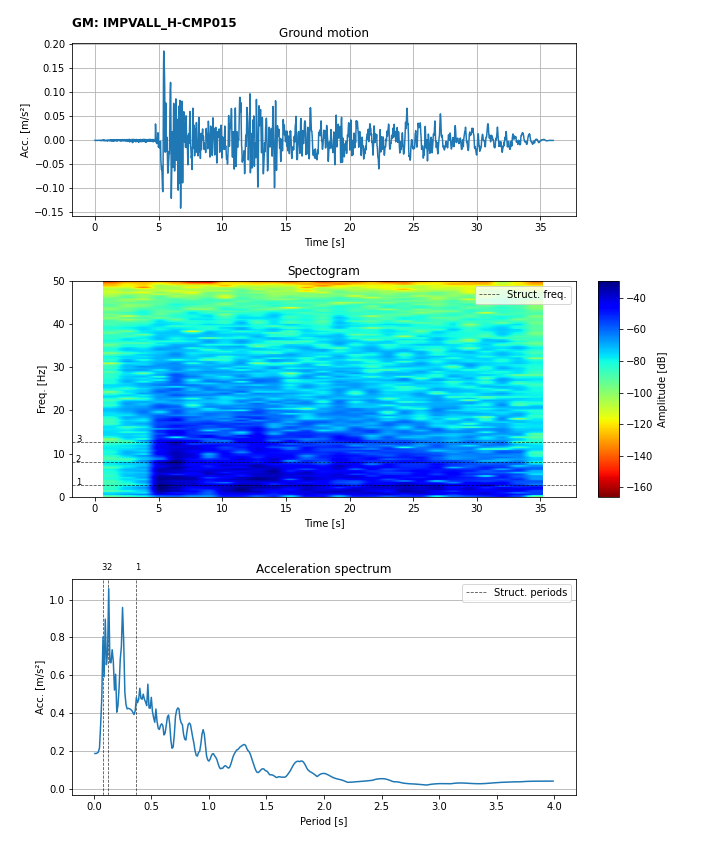 GM: IMPVALL_H-CMP015
Ground motion
0.20
0.15
0.10
0.05
0.00
−0.05
−0.10
−0.15
Acc. [m/s²]
0 5 10 15 20 25 30 35
Time [s]
Spectogram
50
40
30
20
10
0
Freq. [Hz]
3
2
1
Struct. freq.
0 5 10 15 20 25 30 35
Time [s]
−40
−60
−80
−100
−120
−140
−160
Amplitude [dB]
32 1
Acceleration spectrum
1.0
0.8
0.6
0.4
0.2
0.0
Acc. [m/s²]
Struct. periods
0.0 0.5 1.0 1.5 2.0 2.5 3.0 3.5 4.0
Period [s]